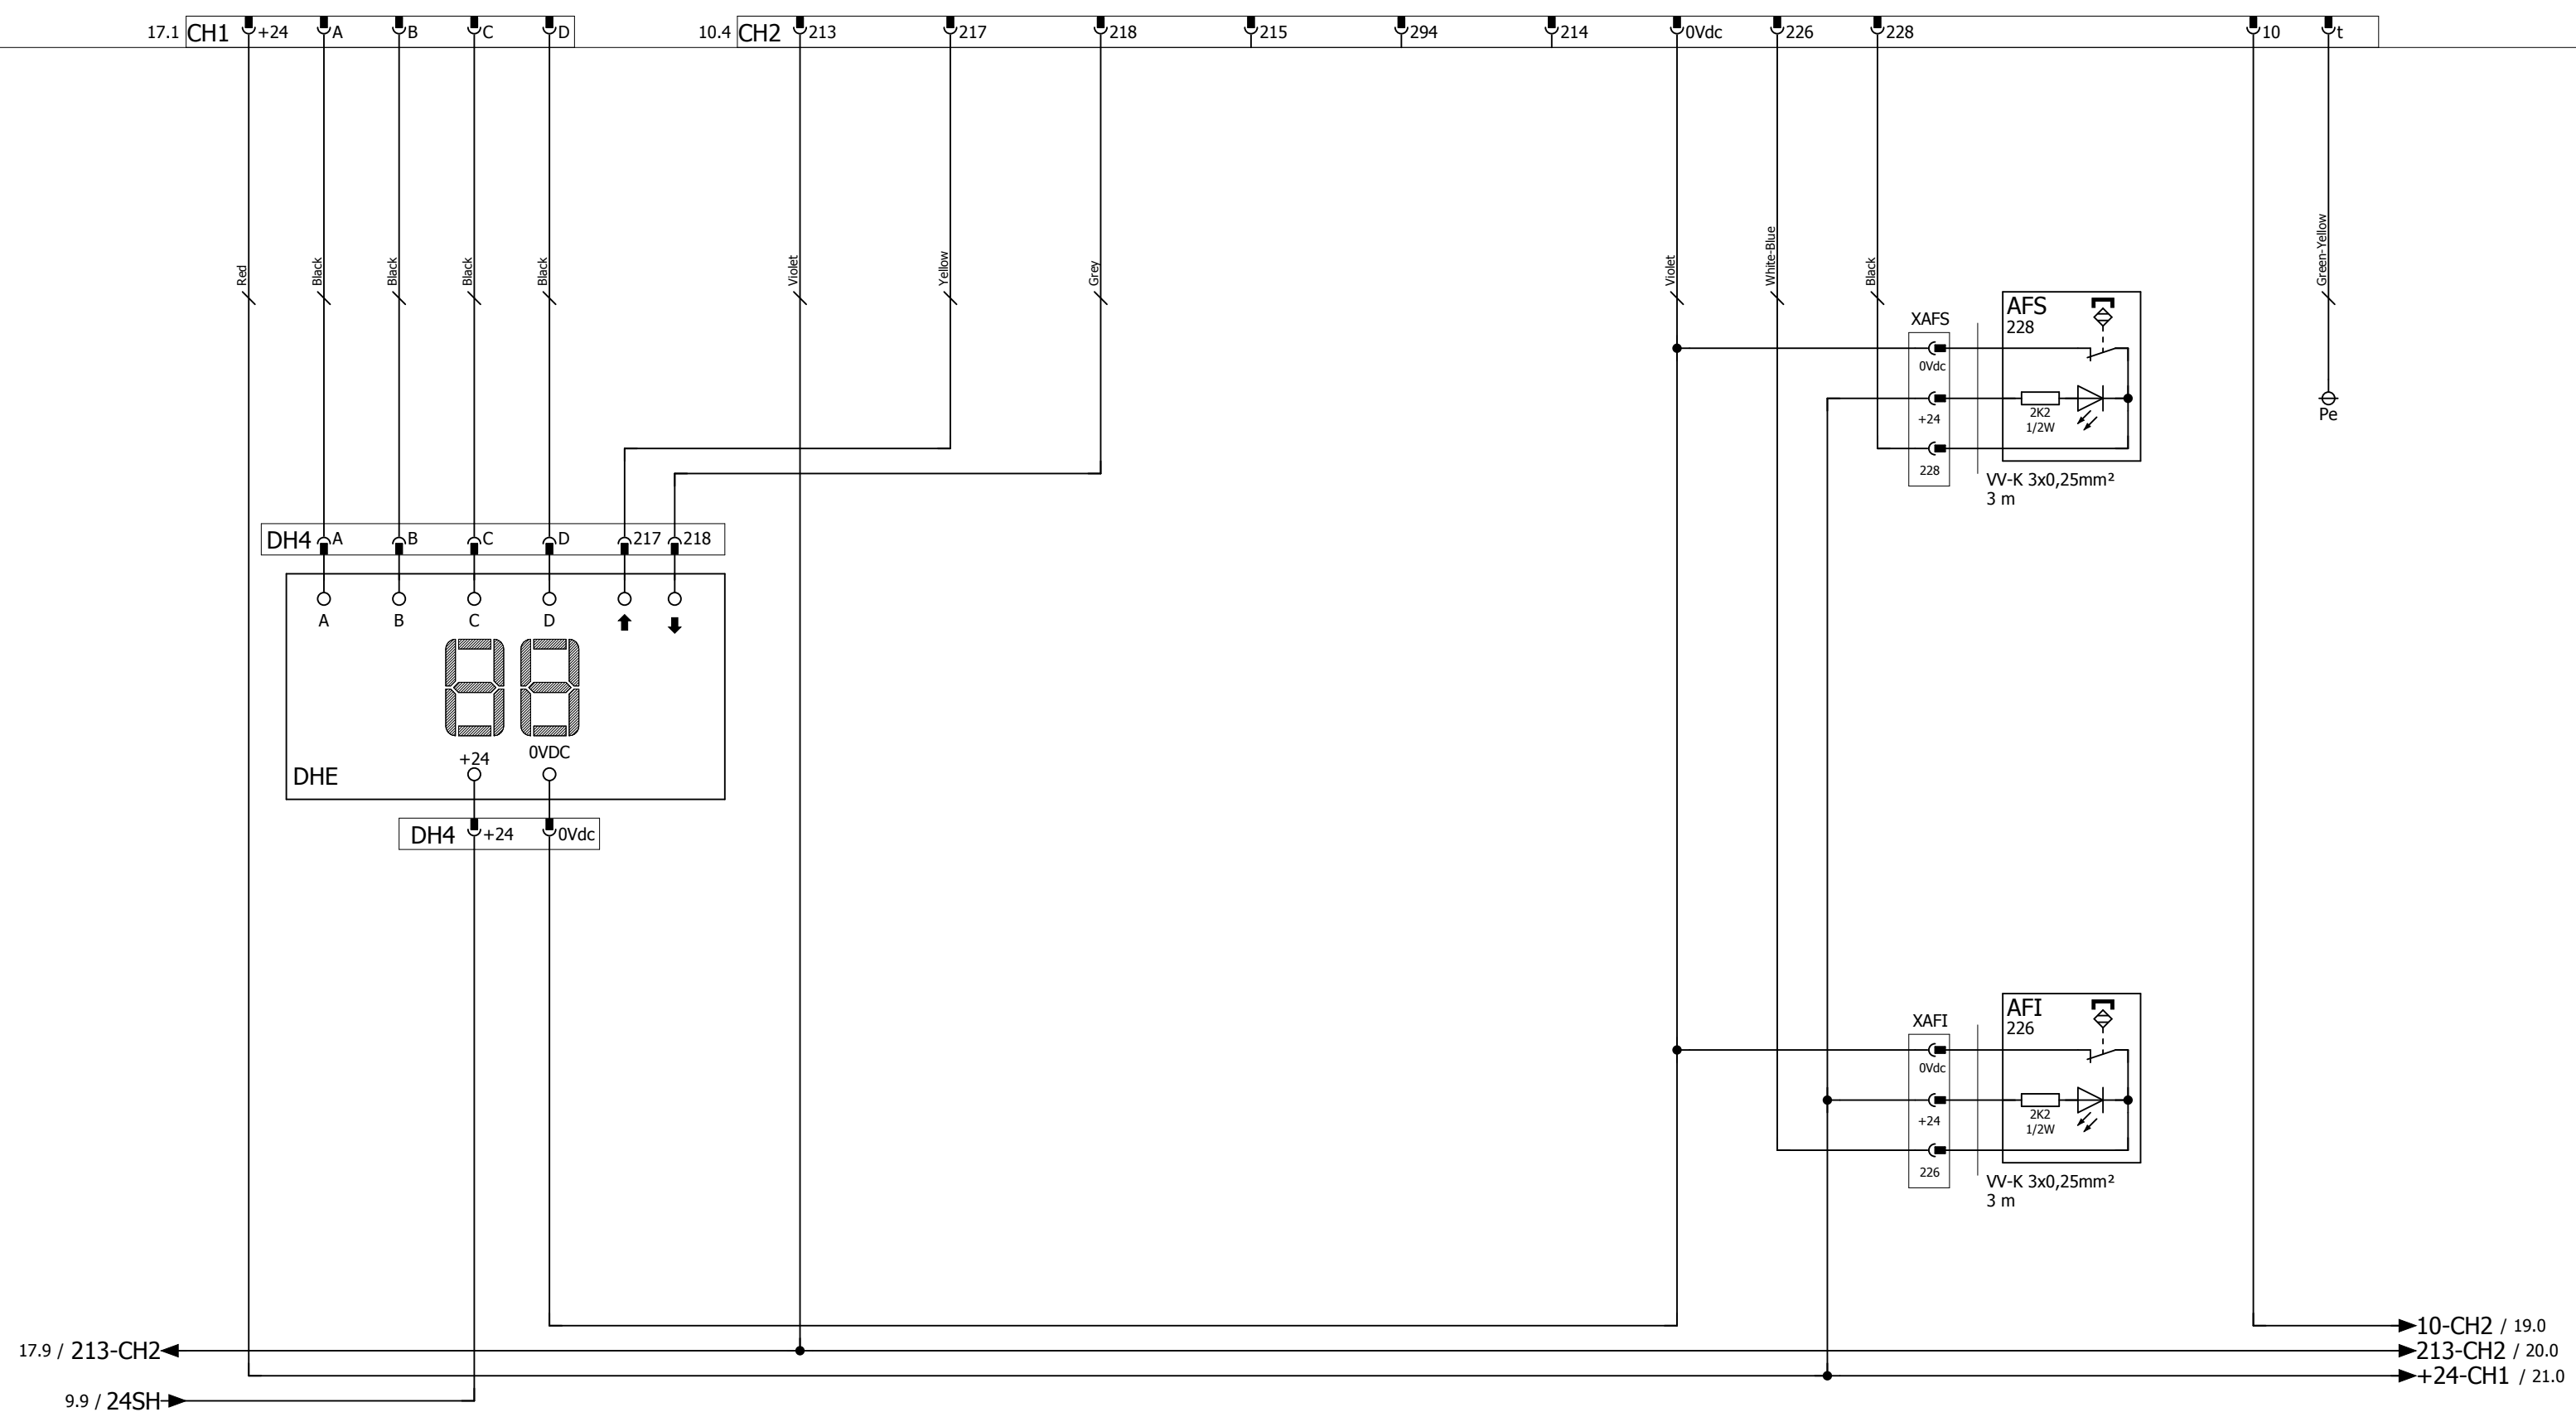 17.1 CH1 +24 A B C D 10.4 CH2 213 217 218 215 294 214 0Vdc 226 228 10 t
Red Black Black Black Black Violet Yellow Grey Violet White-Blue Black Green-Yellow
XAFS
0Vdc
+24
228
AFS
228
2K2
1/2W
VV-K 3x0,25mm²
3 m
Pe
DH4 A B C D 217 218
A B C D
+24 0VDC
DHE
DH4 +24 0Vdc
XAFI
0Vdc
+24
226
AFI
226
2K2
1/2W
VV-K 3x0,25mm²
3 m
10-CH2 / 19.0
17.9 / 213-CH2 213-CH2 / 20.0
+24-CH1 / 21.0
9.9 / 24SH